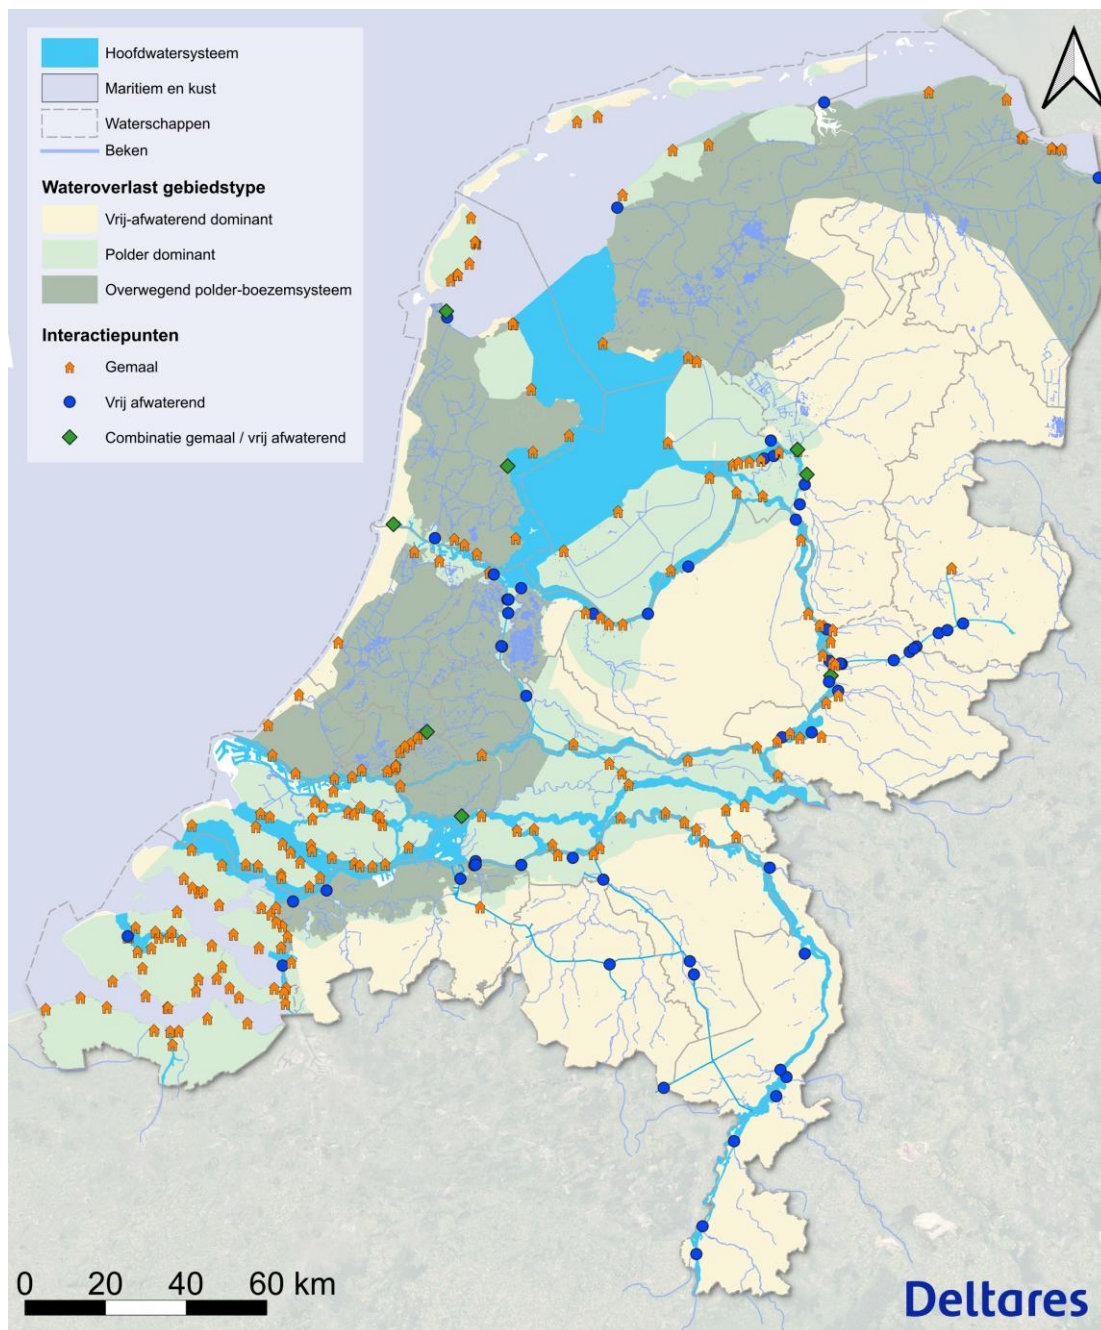 Hoofdwatersysteem
Maritiem en kust
Waterschappen
Beken
Wateroverlast gebiedstype
Vrij-afwaterend dominant
Polder dominant
Overwegend polder-boezemsysteem
Interactiepunten
Gemaal
Vrij afwaterend
Combinatie gemaal / vrij afwaterend
0 20 40 60 km
Deltares